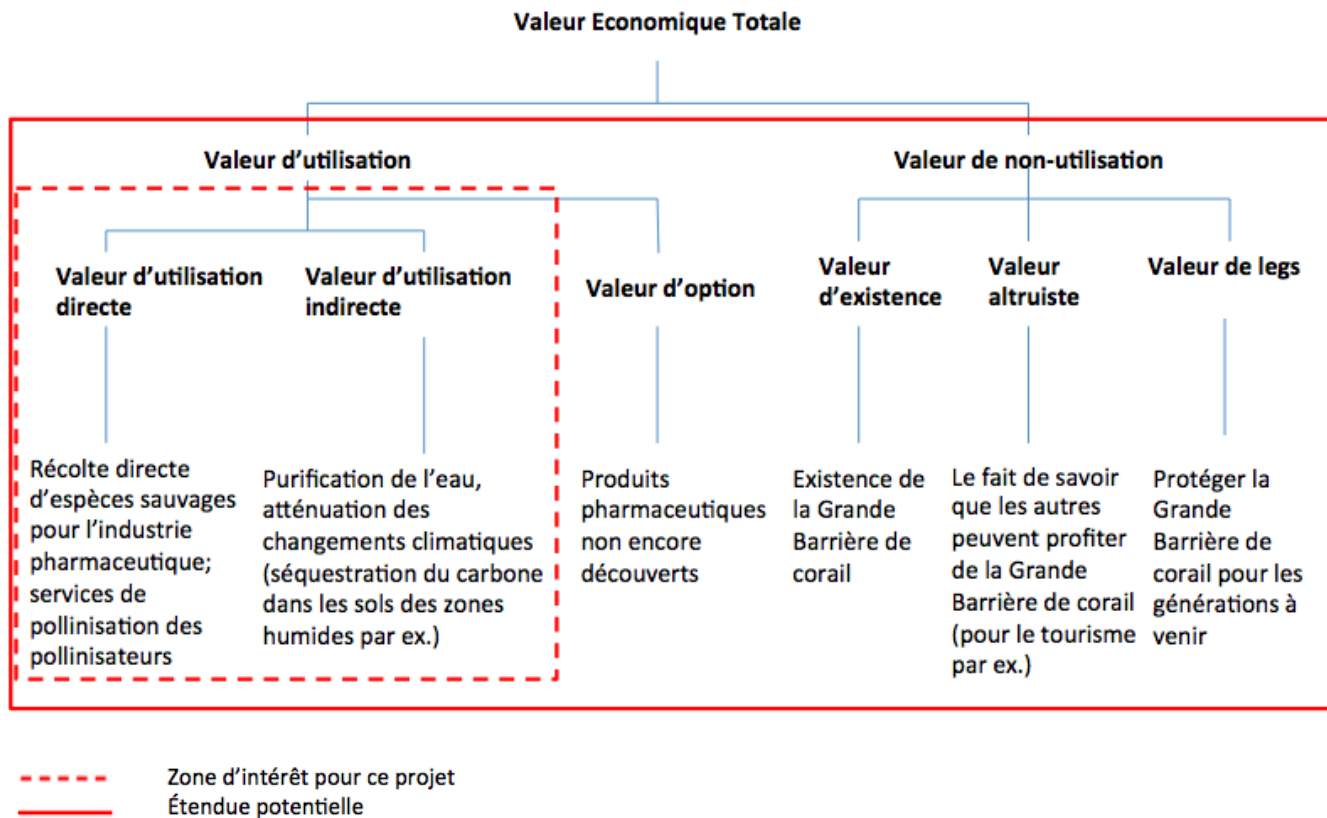 Valeur Economique Totale
Valeur d'utilisation
Valeur de non-utilisation
Valeur d'utilisation
directe
Valeur d'utilisation
indirecte
Valeur d'option
Valeur
d'existence
Valeur
altruiste
Valeur de legs
Récolte directe
d'espèces sauvages
pour l'industrie
pharmaceutique;
services de
pollinisation des
pollinisateurs
Purification de l'eau,
atténuation des
changements climatiques
(séquestration du carbone
dans les sols des zones
humides par ex.)
Produits
pharmaceutiques
non encore
découverts
Existence de
la Grande
Barrière de
corail
Le fait de savoir
que les autres
peuvent profiter
de la Grande
Barrière de corail
(pour le tourisme
par ex.)
Protéger la
Grande
Barrière de
corail pour les
générations à
venir
Zone d'intérêt pour ce projet
Étendue potentielle